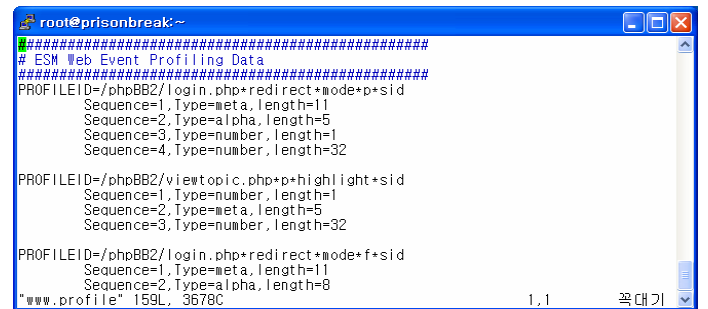 root@prisonbreak:~
##################################################
# ESM Web Event Profiling Data
##################################################
PROFILEID=/phpBB2/login.php*redirect*mode*p*sid
        Sequence=1,Type=meta,length=11
        Sequence=2,Type=alpha,length=5
        Sequence=3,Type=number,length=1
        Sequence=4,Type=number,length=32

PROFILEID=/phpBB2/viewtopic.php*p*highlight*sid
        Sequence=1,Type=number,length=1
        Sequence=2,Type=meta,length=5
        Sequence=3,Type=number,length=32

PROFILEID=/phpBB2/login.php*redirect*mode*f*sid
        Sequence=1,Type=meta,length=11
        Sequence=2,Type=alpha,length=8
"www.profile" 159L, 3678C 1,1 꼭대기